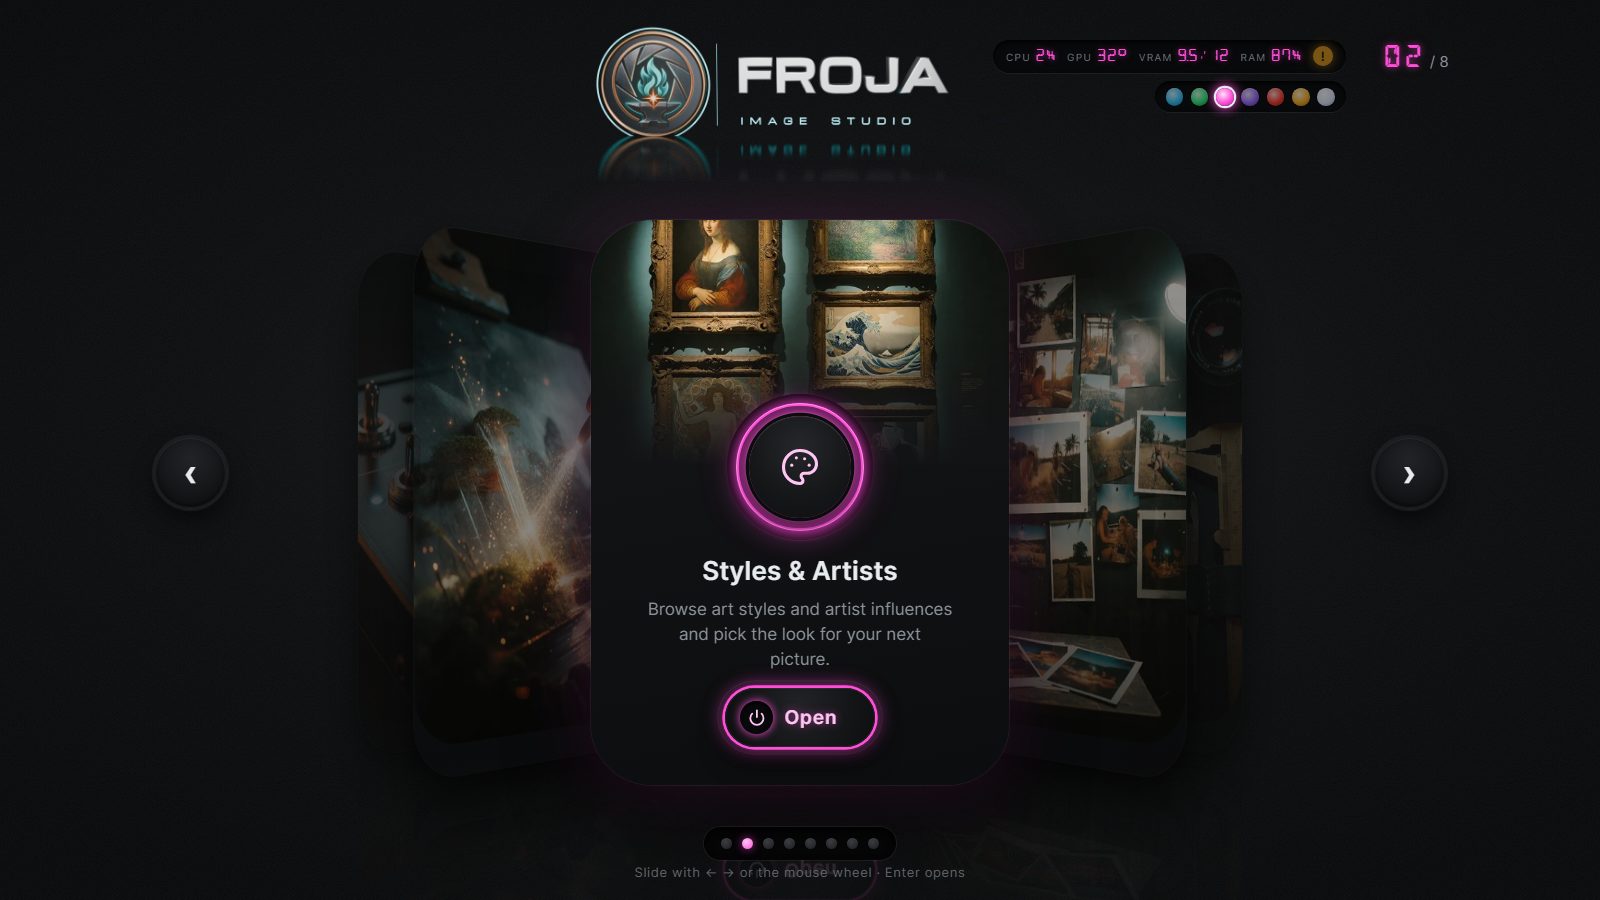 FROJA
IMAGE STUDIO
CPU 24 GPU 32° VRAM 9.5/12 RAM 87% !
02 / 8
Styles & Artists
Browse art styles and artist influences
and pick the look for your next
picture.
Open
Slide with ← → or the mouse wheel · Enter opens